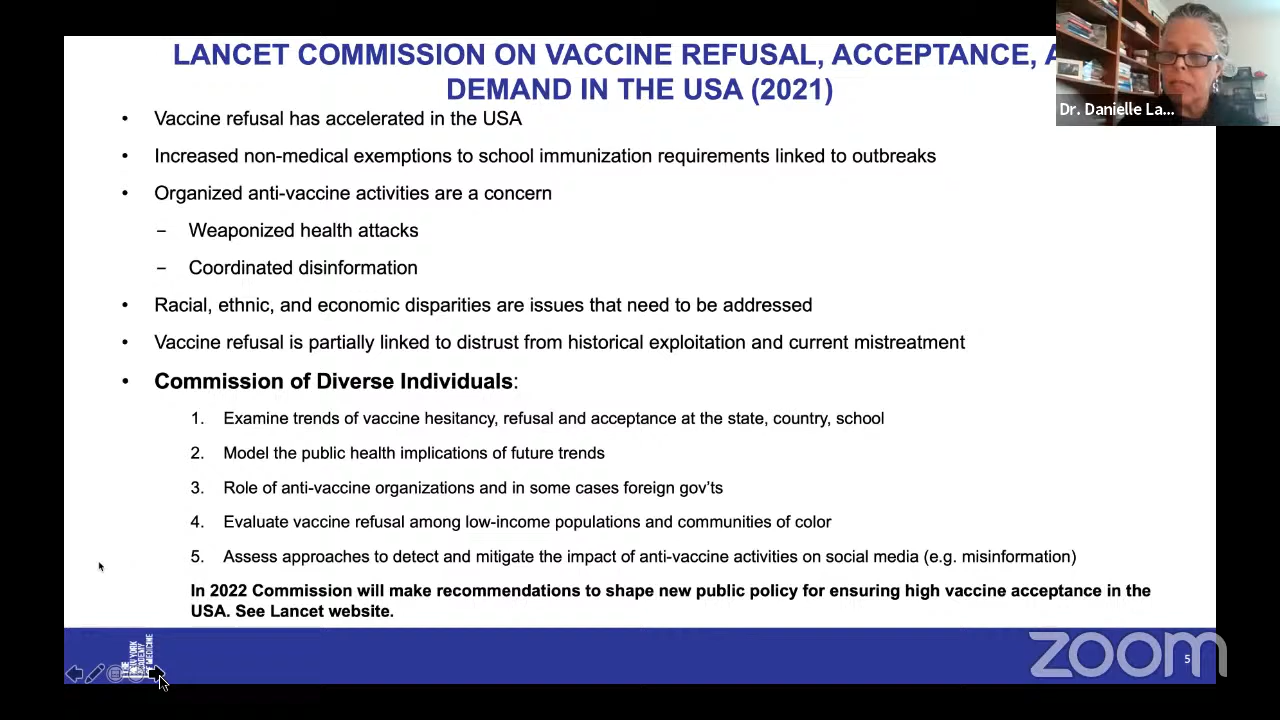 LANCET COMMISSION ON VACCINE REFUSAL, ACCEPTANCE, A
DEMAND IN THE USA (2021)
Dr. Danielle La...
• Vaccine refusal has accelerated in the USA
• Increased non-medical exemptions to school immunization requirements linked to outbreaks
• Organized anti-vaccine activities are a concern
– Weaponized health attacks
– Coordinated disinformation
• Racial, ethnic, and economic disparities are issues that need to be addressed
• Vaccine refusal is partially linked to distrust from historical exploitation and current mistreatment
• Commission of Diverse Individuals:
1. Examine trends of vaccine hesitancy, refusal and acceptance at the state, country, school
2. Model the public health implications of future trends
3. Role of anti-vaccine organizations and in some cases foreign gov'ts
4. Evaluate vaccine refusal among low-income populations and communities of color
5. Assess approaches to detect and mitigate the impact of anti-vaccine activities on social media (e.g. misinformation)
In 2022 Commission will make recommendations to shape new public policy for ensuring high vaccine acceptance in the
USA. See Lancet website.
THE
NEW YORK
ACADEMY
OF MEDICINE
zoom
5